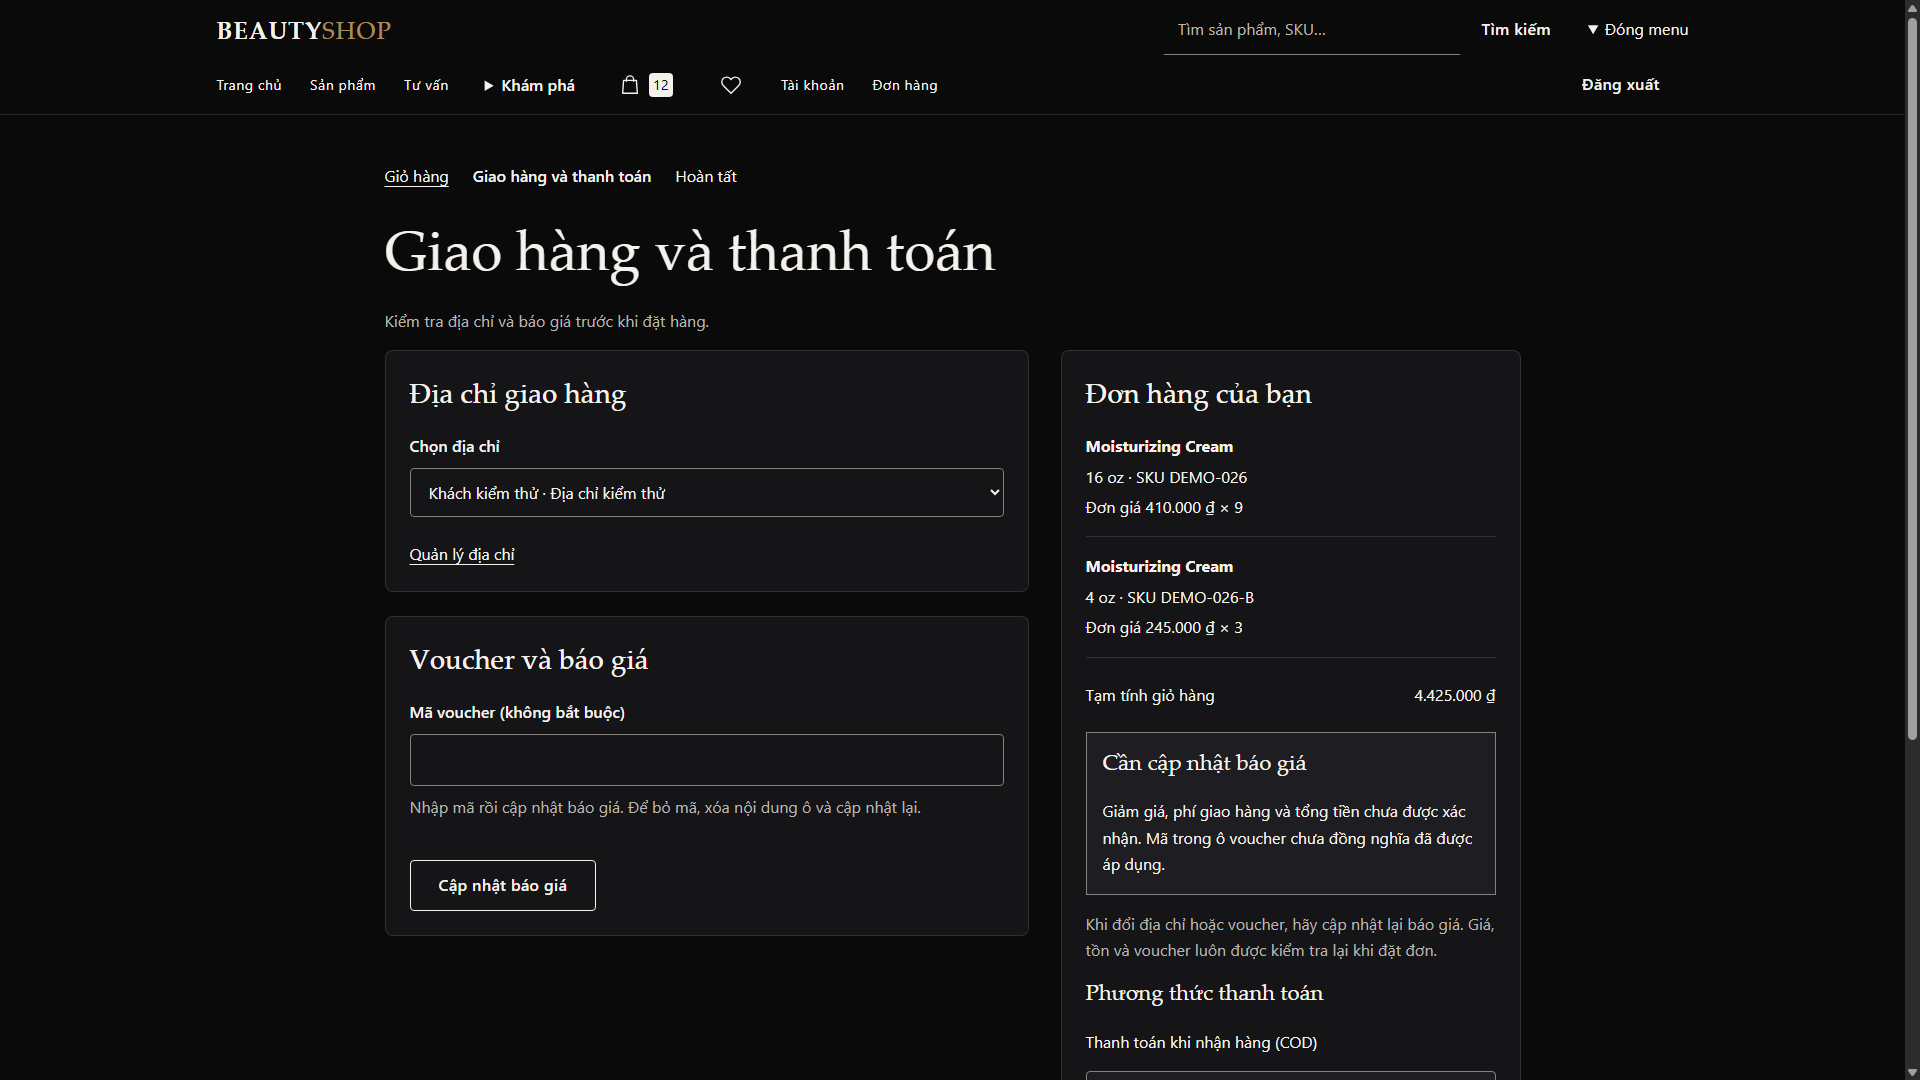 BEAUTYSHOP
Tìm sản phẩm, SKU...
Tìm kiếm
▼ Đóng menu
Trang chủ
Sản phẩm
Tư vấn
▶ Khám phá
12
Tài khoản
Đơn hàng
Đăng xuất
Giỏ hàng
Giao hàng và thanh toán
Hoàn tất
Giao hàng và thanh toán
Kiểm tra địa chỉ và báo giá trước khi đặt hàng.
Địa chỉ giao hàng
Chọn địa chỉ
Khách kiểm thử · Địa chỉ kiểm thử
Quản lý địa chỉ
Voucher và báo giá
Mã voucher (không bắt buộc)
Nhập mã rồi cập nhật báo giá. Để bỏ mã, xóa nội dung ô và cập nhật lại.
Cập nhật báo giá
Đơn hàng của bạn
Moisturizing Cream
16 oz · SKU DEMO-026
Đơn giá 410.000 ₫ × 9
Moisturizing Cream
4 oz · SKU DEMO-026-B
Đơn giá 245.000 ₫ × 3
Tạm tính giỏ hàng
4.425.000 ₫
Cần cập nhật báo giá
Giảm giá, phí giao hàng và tổng tiền chưa được xác
nhận. Mã trong ô voucher chưa đồng nghĩa đã được
áp dụng.
Khi đổi địa chỉ hoặc voucher, hãy cập nhật lại báo giá. Giá,
tồn và voucher luôn được kiểm tra lại khi đặt đơn.
Phương thức thanh toán
Thanh toán khi nhận hàng (COD)